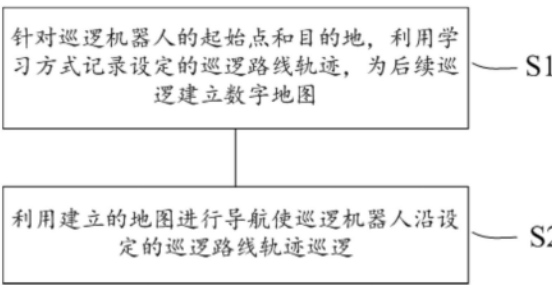 针对巡逻机器人的起始点和目的地，利用学
习方式记录设定的巡逻路线轨迹，为后续巡
逻建立数字地图
S1
利用建立的地图进行导航使巡逻机器人沿设
定的巡逻路线轨迹巡逻
S2